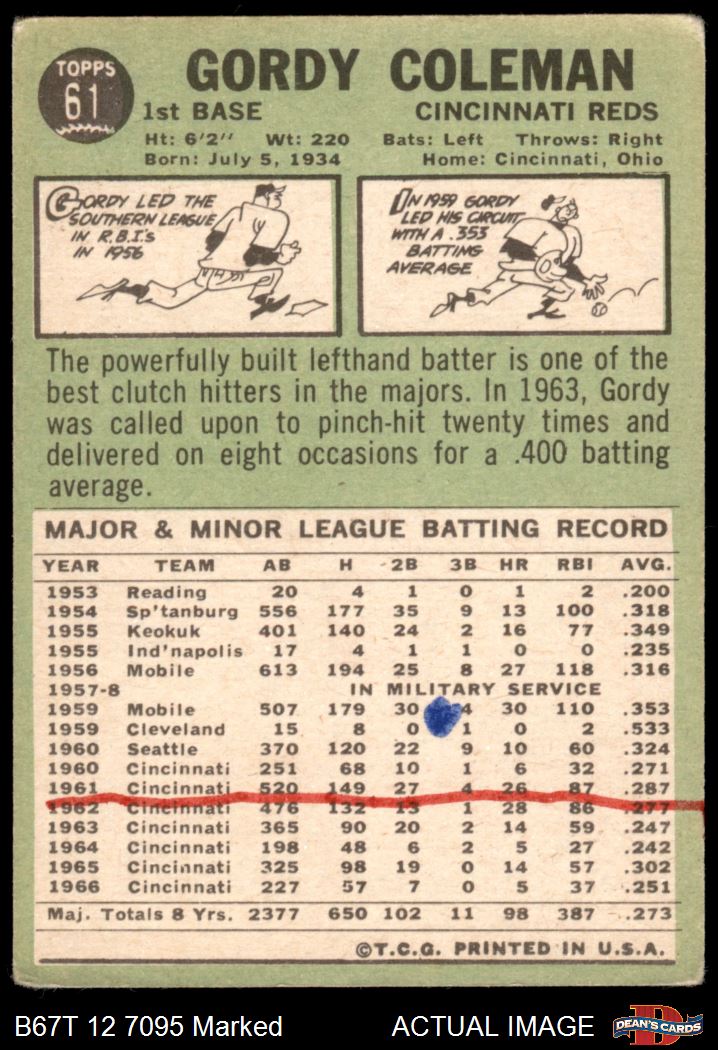 TOPPS
61
GORDY COLEMAN
1st BASE CINCINNATI REDS
Ht: 6'2" Wt: 220 Bats: Left Throws: Right
Born: July 5, 1934 Home: Cincinnati, Ohio
GORDY LED THE
SOUTHERN LEAGUE
IN R.B.I.'s
IN 1956
IN 1959 GORDY
LED HIS CIRCUIT
WITH A .353
BATTING
AVERAGE
The powerfully built lefthand batter is one of the
best clutch hitters in the majors. In 1963, Gordy
was called upon to pinch-hit twenty times and
delivered on eight occasions for a .400 batting
average.
MAJOR & MINOR LEAGUE BATTING RECORD
YEAR TEAM AB H 2B 3B HR RBI AVG.
1953 Reading 20 4 1 0 1 2 .200
1954 Sp'tanburg 556 177 35 9 13 100 .318
1955 Keokuk 401 140 24 2 16 77 .349
1955 Ind'napolis 17 4 1 1 0 0 .235
1956 Mobile 613 194 25 8 27 118 .316
1957-8 IN MILITARY SERVICE
1959 Mobile 507 179 30 4 30 110 .353
1959 Cleveland 15 8 0 1 0 2 .533
1960 Seattle 370 120 22 9 10 60 .324
1960 Cincinnati 251 68 10 1 6 32 .271
1961 Cincinnati 520 149 27 4 26 87 .287
1962 Cincinnati 476 132 13 1 28 86 .277
1963 Cincinnati 365 90 20 2 14 59 .247
1964 Cincinnati 198 48 6 2 5 27 .242
1965 Cincinnati 325 98 19 0 14 57 .302
1966 Cincinnati 227 57 7 0 5 37 .251
Maj. Totals 8 Yrs. 2377 650 102 11 98 387 .273
©T.C.G. PRINTED IN U.S.A.
B67T 12 7095 Marked ACTUAL IMAGE DEAN'S CARDS